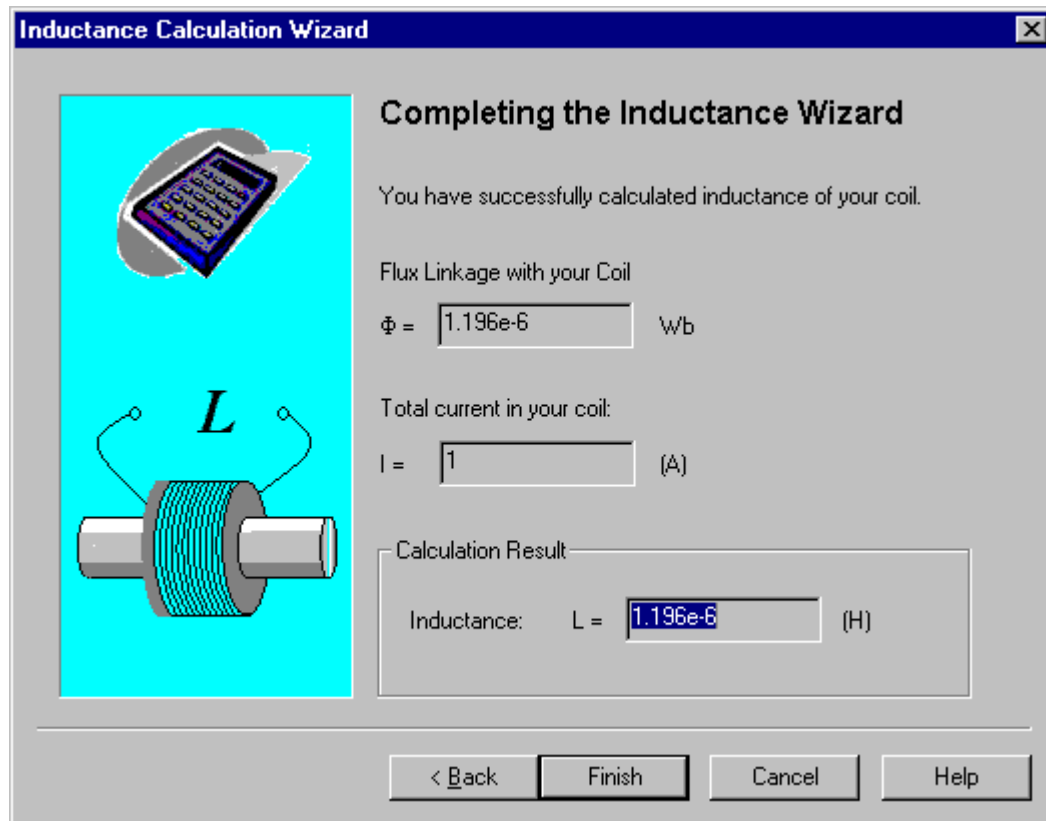 Inductance Calculation Wizard
Completing the Inductance Wizard
You have successfully calculated inductance of your coil.
Flux Linkage with your Coil
Φ = 1.196e-6 Wb
L
Total current in your coil:
I = 1 (A)
Calculation Result
Inductance: L = 1.196e-6 (H)
< Back Finish Cancel Help